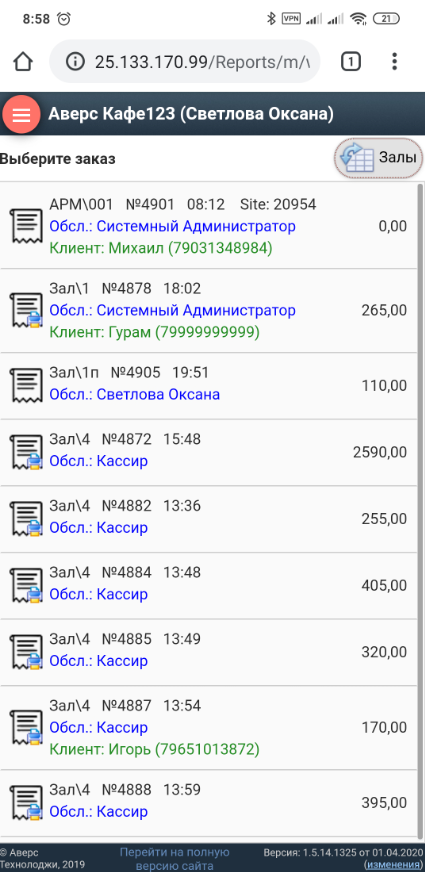 8:58 VPN 21
25.133.170.99/Reports/m/ 1
Аверс Кафе123 (Светлова Оксана)
Выберите заказ Залы
АРМ\001 №4901 08:12 Site: 20954
Обсл.: Системный Администратор 0,00
Клиент: Михаил (79031348984)
Зал\1 №4878 18:02
Обсл.: Системный Администратор 265,00
Клиент: Гурам (79999999999)
Зал\1п №4905 19:51
Обсл.: Светлова Оксана 110,00
Зал\4 №4872 15:48
Обсл.: Кассир 2590,00
Зал\4 №4882 13:36
Обсл.: Кассир 255,00
Зал\4 №4884 13:48
Обсл.: Кассир 405,00
Зал\4 №4885 13:49
Обсл.: Кассир 320,00
Зал\4 №4887 13:54
Обсл.: Кассир 170,00
Клиент: Игорь (79651013872)
Зал\4 №4888 13:59
Обсл.: Кассир 395,00
© Аверс Перейти на полную Версия: 1.5.14.1325 от 01.04.2020
Технолоджи, 2019 версию сайта (изменения)